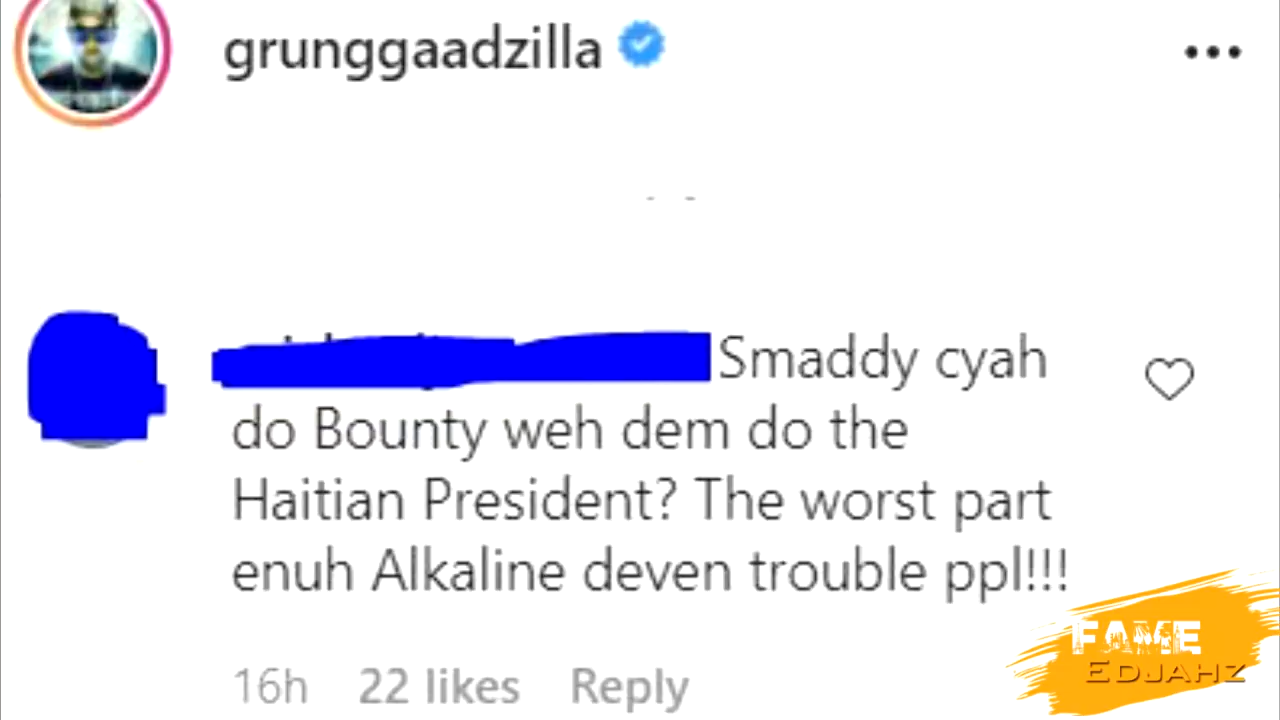 grunggaadzilla
Smaddy cyah
do Bounty weh dem do the
Haitian President? The worst part
enuh Alkaline deven trouble ppl!!!
16h 22 likes Reply
FAME
EDJAHZ